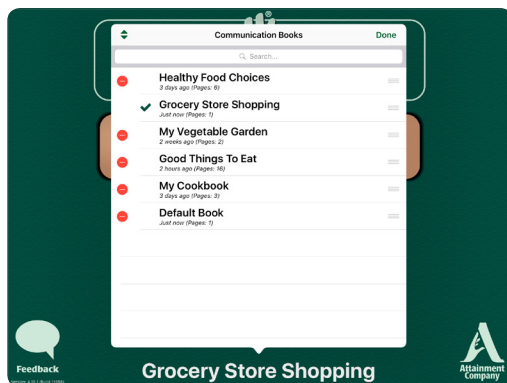 Communication Books
Done
Search...
Healthy Food Choices
3 days ago (Pages: 6)
Grocery Store Shopping
Just now (Pages: 1)
My Vegetable Garden
2 weeks ago (Pages: 2)
Good Things To Eat
2 hours ago (Pages: 16)
My Cookbook
3 days ago (Pages: 3)
Default Book
Just now (Pages: 1)
Feedback
Grocery Store Shopping
Attainment
Company